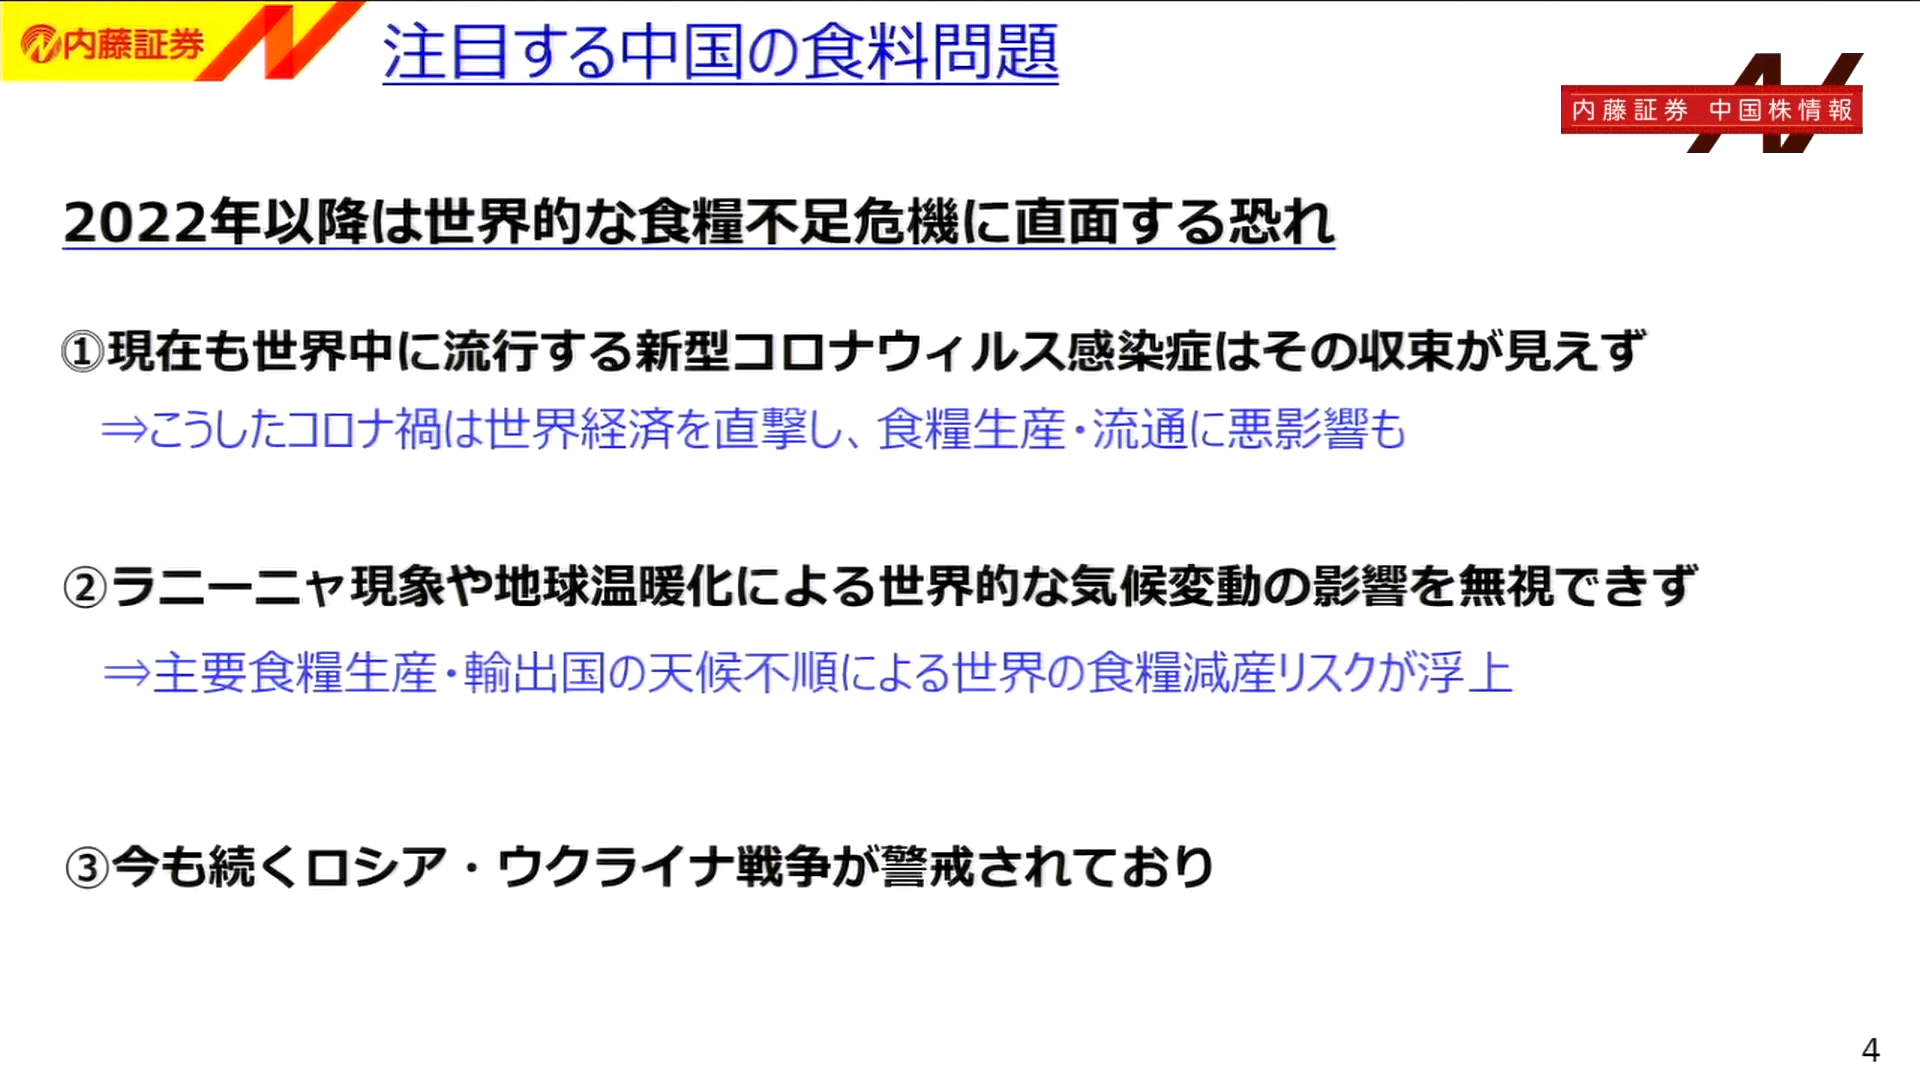 内藤証券
注目する中国の食料問題
内藤証券 中国株情報
2022年以降は世界的な食糧不足危機に直面する恐れ
①現在も世界中に流行する新型コロナウィルス感染症はその収束が見えず
⇒こうしたコロナ禍は世界経済を直撃し、食糧生産・流通に悪影響も
②ラニーニャ現象や地球温暖化による世界的な気候変動の影響を無視できず
⇒主要食糧生産・輸出国の天候不順による世界の食糧減産リスクが浮上
③今も続くロシア・ウクライナ戦争が警戒されており
4